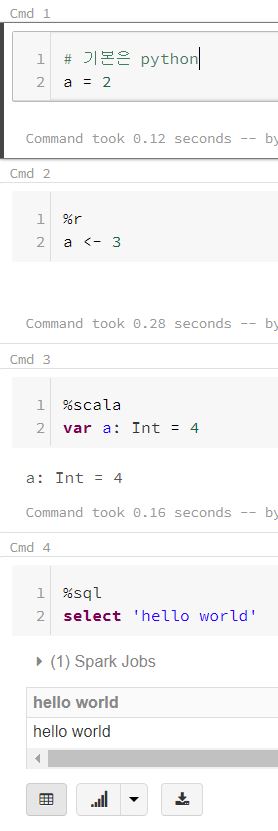 Cmd 1
1 # 기본은 python
2 a = 2
Command took 0.12 seconds -- by
Cmd 2
1 %r
2 a <- 3
Command took 0.28 seconds -- by
Cmd 3
1 %scala
2 var a: Int = 4
a: Int = 4
Command took 0.16 seconds -- by
Cmd 4
1 %sql
2 select 'hello world'
(1) Spark Jobs
hello world
hello world